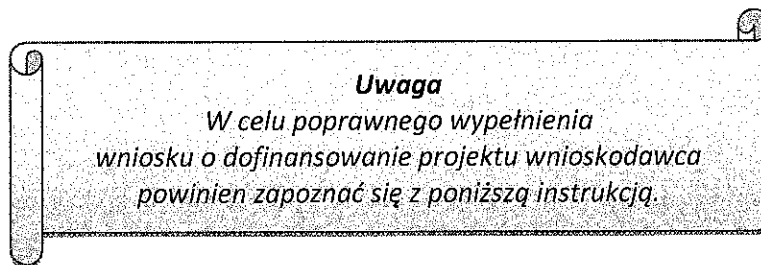 Uwaga
W celu poprawnego wypełnienia
wniosku o dofinansowanie projektu wnioskodawca
powinien zapoznać się z poniższą instrukcją.